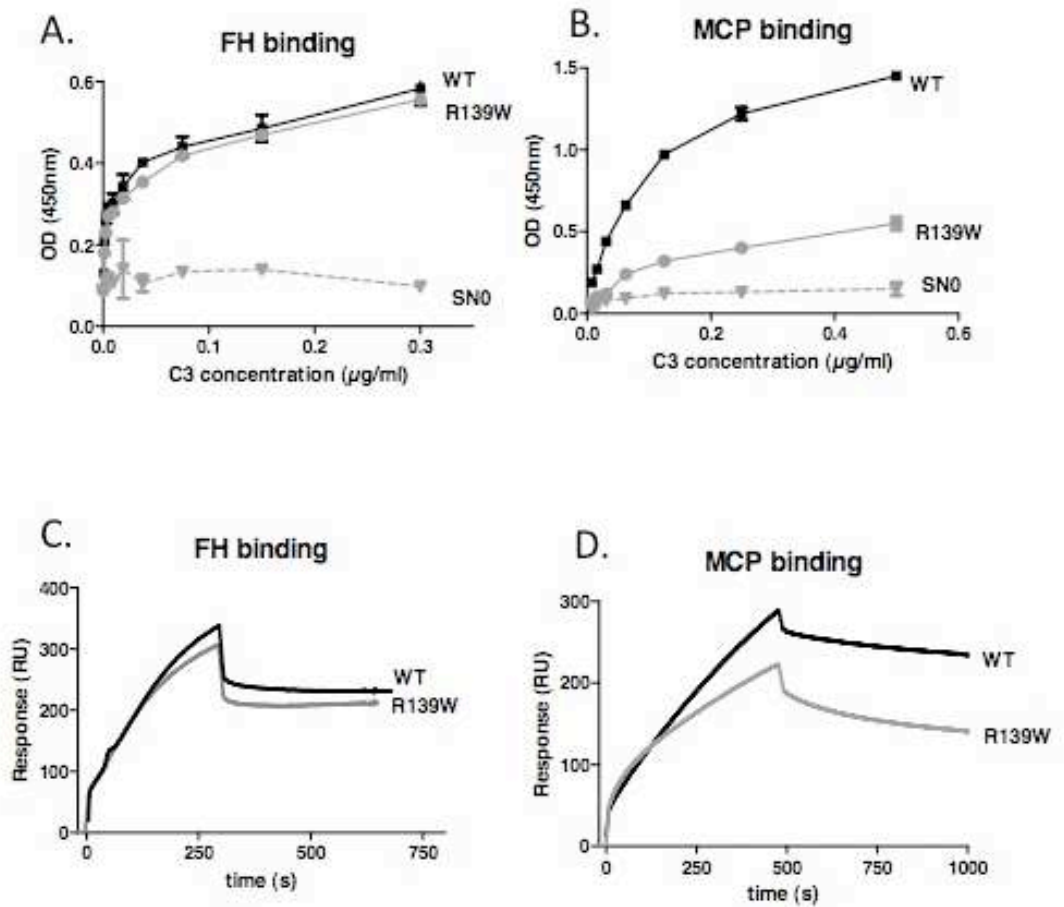 A.
FH binding
OD (450nm)
0.6
0.4
0.2
0.0
0.0 0.1 0.2 0.3
C3 concentration (µg/ml)
WT
R139W
SN0
B.
MCP binding
OD (450nm)
1.5
1.0
0.5
0.0
0.0 0.2 0.4 0.6
C3 concentration (µg/ml)
WT
R139W
SN0
C.
FH binding
Response (RU)
400
300
200
100
0
0 250 500 750
time (s)
WT
R139W
D.
MCP binding
Response (RU)
300
200
100
0
0 250 500 750 1000
time (s)
WT
R139W